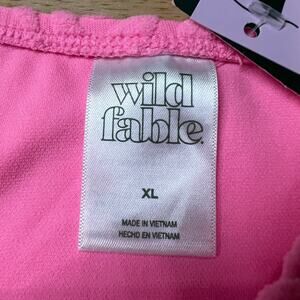 wild
fable.
XL
MADE IN VIETNAM
HECHO EN VIETNAM